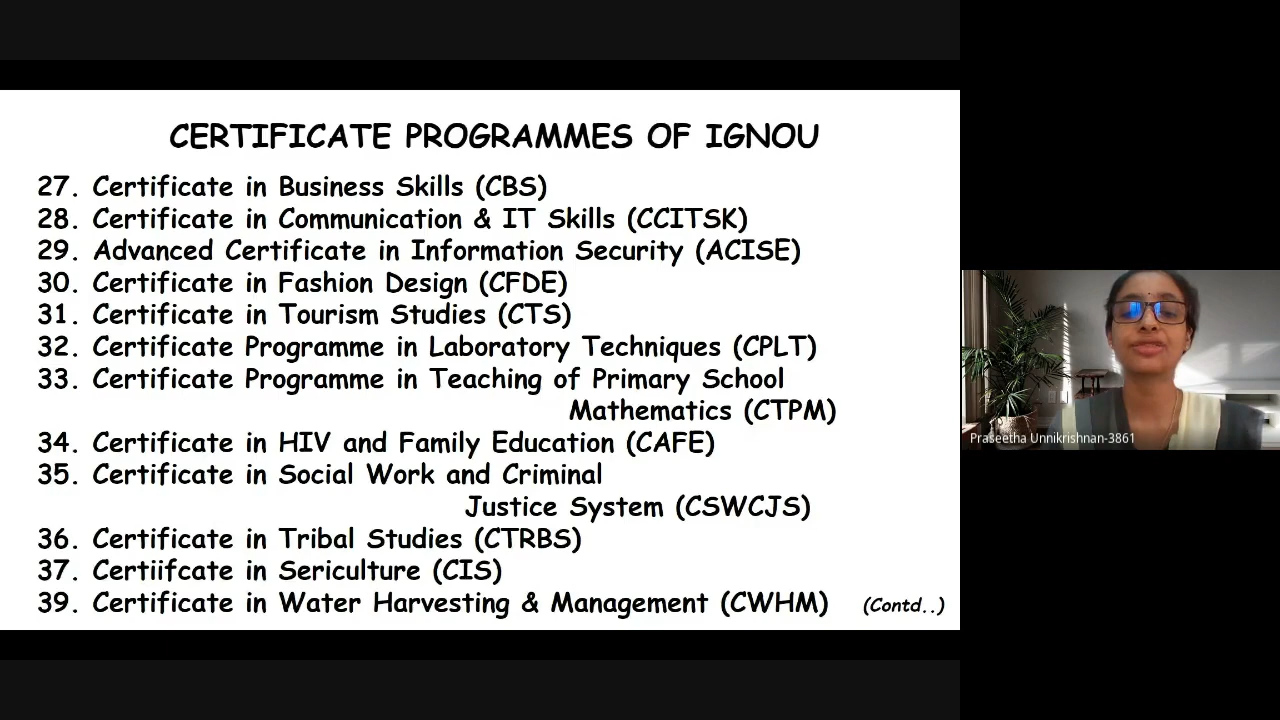 CERTIFICATE PROGRAMMES OF IGNOU
27. Certificate in Business Skills (CBS)
28. Certificate in Communication & IT Skills (CCITSK)
29. Advanced Certificate in Information Security (ACISE)
30. Certificate in Fashion Design (CFDE)
31. Certificate in Tourism Studies (CTS)
32. Certificate Programme in Laboratory Techniques (CPLT)
33. Certificate Programme in Teaching of Primary School
Mathematics (CTPM)
34. Certificate in HIV and Family Education (CAFE)
35. Certificate in Social Work and Criminal
Justice System (CSWCJS)
36. Certificate in Tribal Studies (CTRBS)
37. Certiifcate in Sericulture (CIS)
39. Certificate in Water Harvesting & Management (CWHM) (Contd..)
Praseetha Unnikrishnan-3861